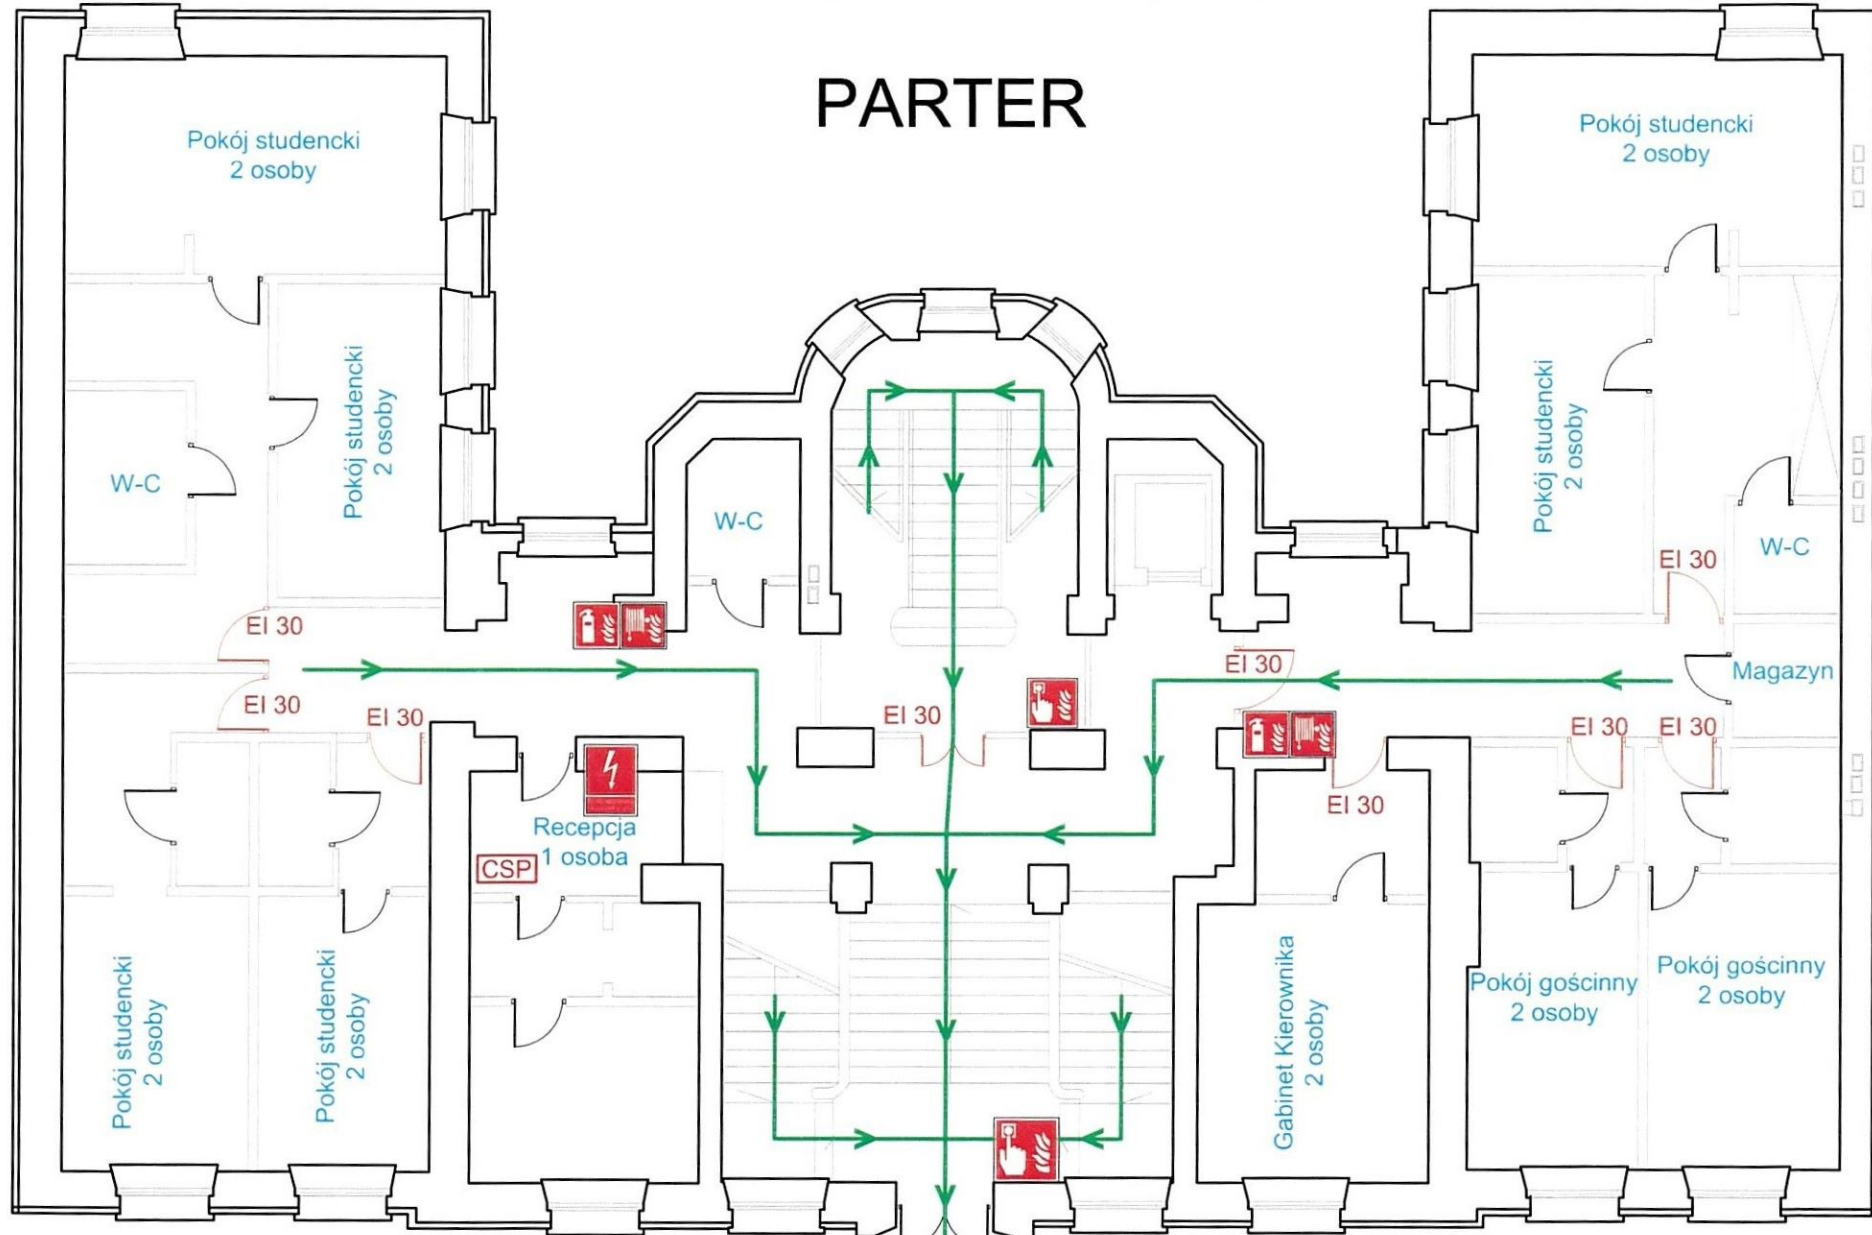 PARTER
Pokój studencki
2 osoby
Pokój studencki
2 osoby
Pokój studencki
2 osoby
Pokój studencki
2 osoby
W-C
W-C
W-C
EI 30
EI 30
EI 30
EI 30
EI 30
EI 30
Magazyn
EI 30
EI 30
EI 30
Recepcja
1 osoba
CSP
Pokój studencki
2 osoby
Pokój studencki
2 osoby
Gabinet Kierownika
2 osoby
Pokój gościnny
2 osoby
Pokój gościnny
2 osoby